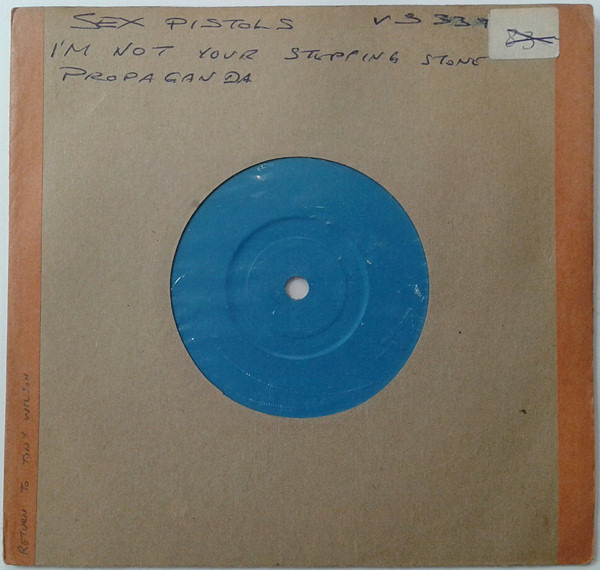 SEX PISTOLS VS 339
I'M NOT YOUR STEPPING STONE
PROPAGANDA
RETURN TO TONY WILSON